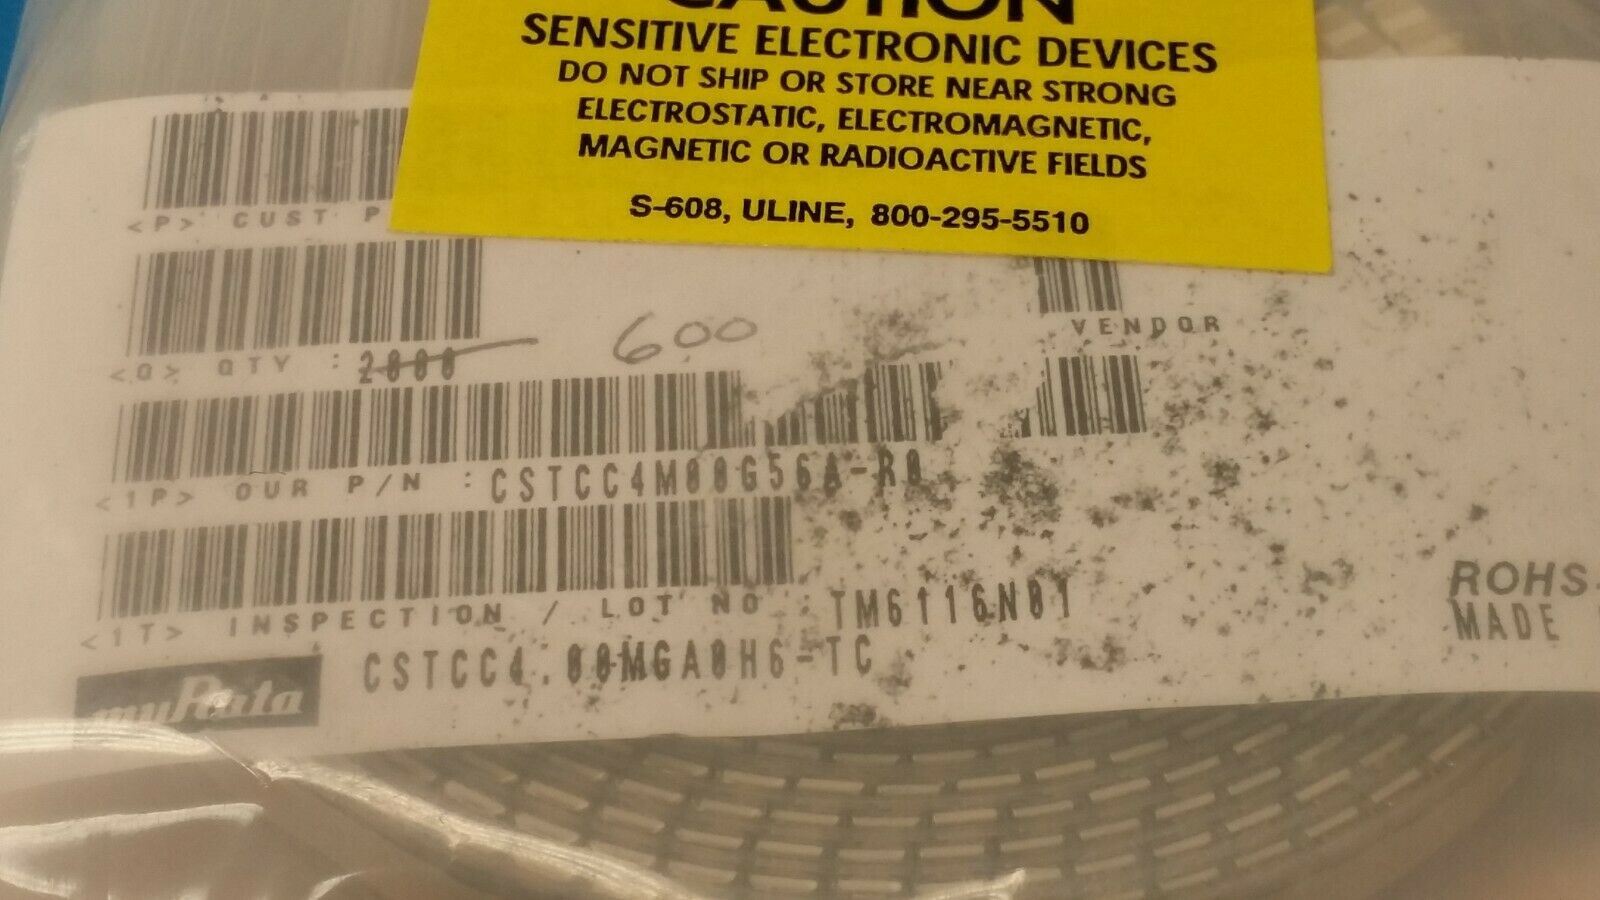 CAUTION
SENSITIVE ELECTRONIC DEVICES
DO NOT SHIP OR STORE NEAR STRONG
ELECTROSTATIC, ELECTROMAGNETIC,
MAGNETIC OR RADIOACTIVE FIELDS
S-608, ULINE, 800-295-5510
<P> CUST P
VENDOR
<Q> QTY : 2000 600
<1P> OUR P/N : CSTCC4M00G56A-R0
<1T> INSPECTION / LOT NO : TM6116N01
ROHS
MADE
muRata CSTCC4.00MGA0H6-TC